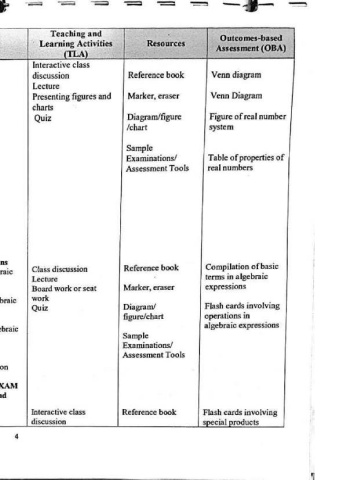 Teaching and
Learning Activities
(TLA)
Resources
Outcomes-based
Assessment (OBA)
Interactive class
discussion
Lecture
Presenting figures and
charts
Quiz
Reference book
Marker, eraser
Diagram/figure
/chart
Sample
Examinations/
Assessment Tools
Venn diagram
Venn Diagram
Figure of real number
system
Table of properties of
real numbers
ns
raic
braic
ebraic
on
XAM
nd
Class discussion
Lecture
Board work or seat
work
Quiz
Reference book
Marker, eraser
Diagram/
figure/chart
Sample
Examinations/
Assessment Tools
Compilation of basic
terms in algebraic
expressions
Flash cards involving
operations in
algebraic expressions
Interactive class
discussion
Reference book
Flash cards involving
special products
4